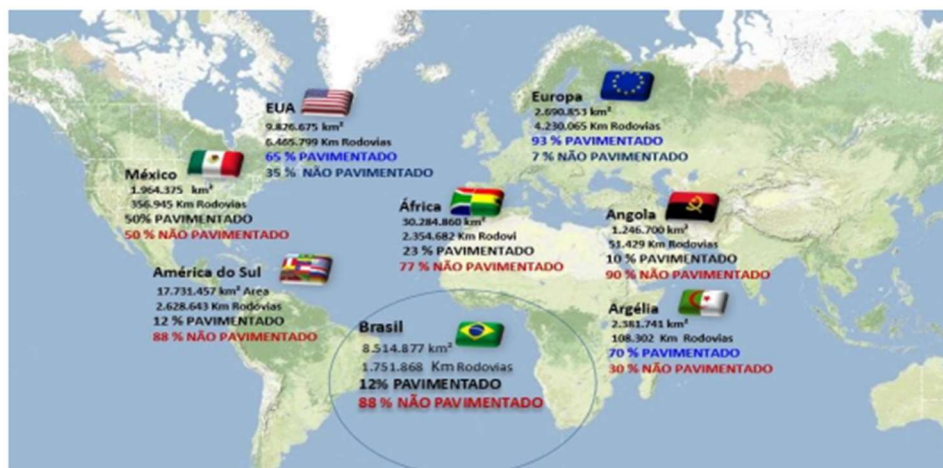 EUA
9.826.675 km²
6.465.799 Km Rodovias
65 % PAVIMENTADO
35 % NÃO PAVIMENTADO
Europa
2.690.853 km²
4.230.065 Km Rodovias
93 % PAVIMENTADO
7 % NÃO PAVIMENTADO
México
1.964.375 km²
356.945 Km Rodovias
50% PAVIMENTADO
50 % NÃO PAVIMENTADO
África
30.284.860 km²
2.354.682 Km Rodovi
23 % PAVIMENTADO
77 % NÃO PAVIMENTADO
Angola
1.246.700 km²
51.429 Km Rodovias
10 % PAVIMENTADO
90 % NÃO PAVIMENTADO
América do Sul
17.731.457 km² Area
2.628.643 Km Rodovias
12 % PAVIMENTADO
88 % NÃO PAVIMENTADO
Brasil
8.514.877 km²
1.751.868 Km Rodovias
12% PAVIMENTADO
88 % NÃO PAVIMENTADO
Argélia
2.381.741 km²
108.302 Km Rodovias
70 % PAVIMENTADO
30 % NÃO PAVIMENTADO